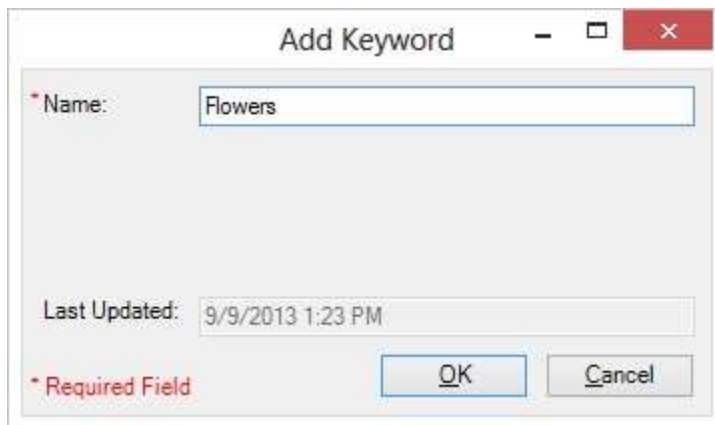 Add Keyword
* Name: Flowers
Last Updated: 9/9/2013 1:23 PM
* Required Field OK Cancel